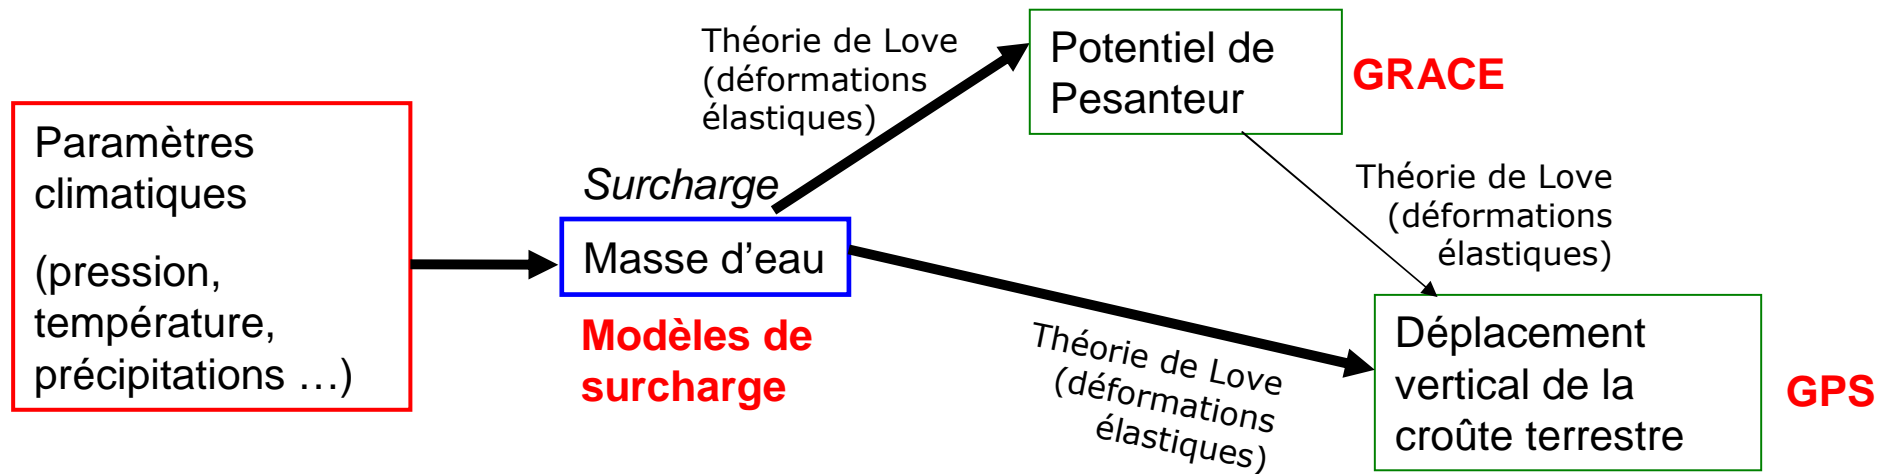 Paramètres
climatiques
(pression,
température,
précipitations …)
Surcharge
Masse d’eau
Modèles de
surcharge
Théorie de Love
(déformations
élastiques)
Potentiel de
Pesanteur
GRACE
Théorie de Love
(déformations
élastiques)
Théorie de Love
(déformations
élastiques)
Déplacement
vertical de la
croûte terrestre
GPS